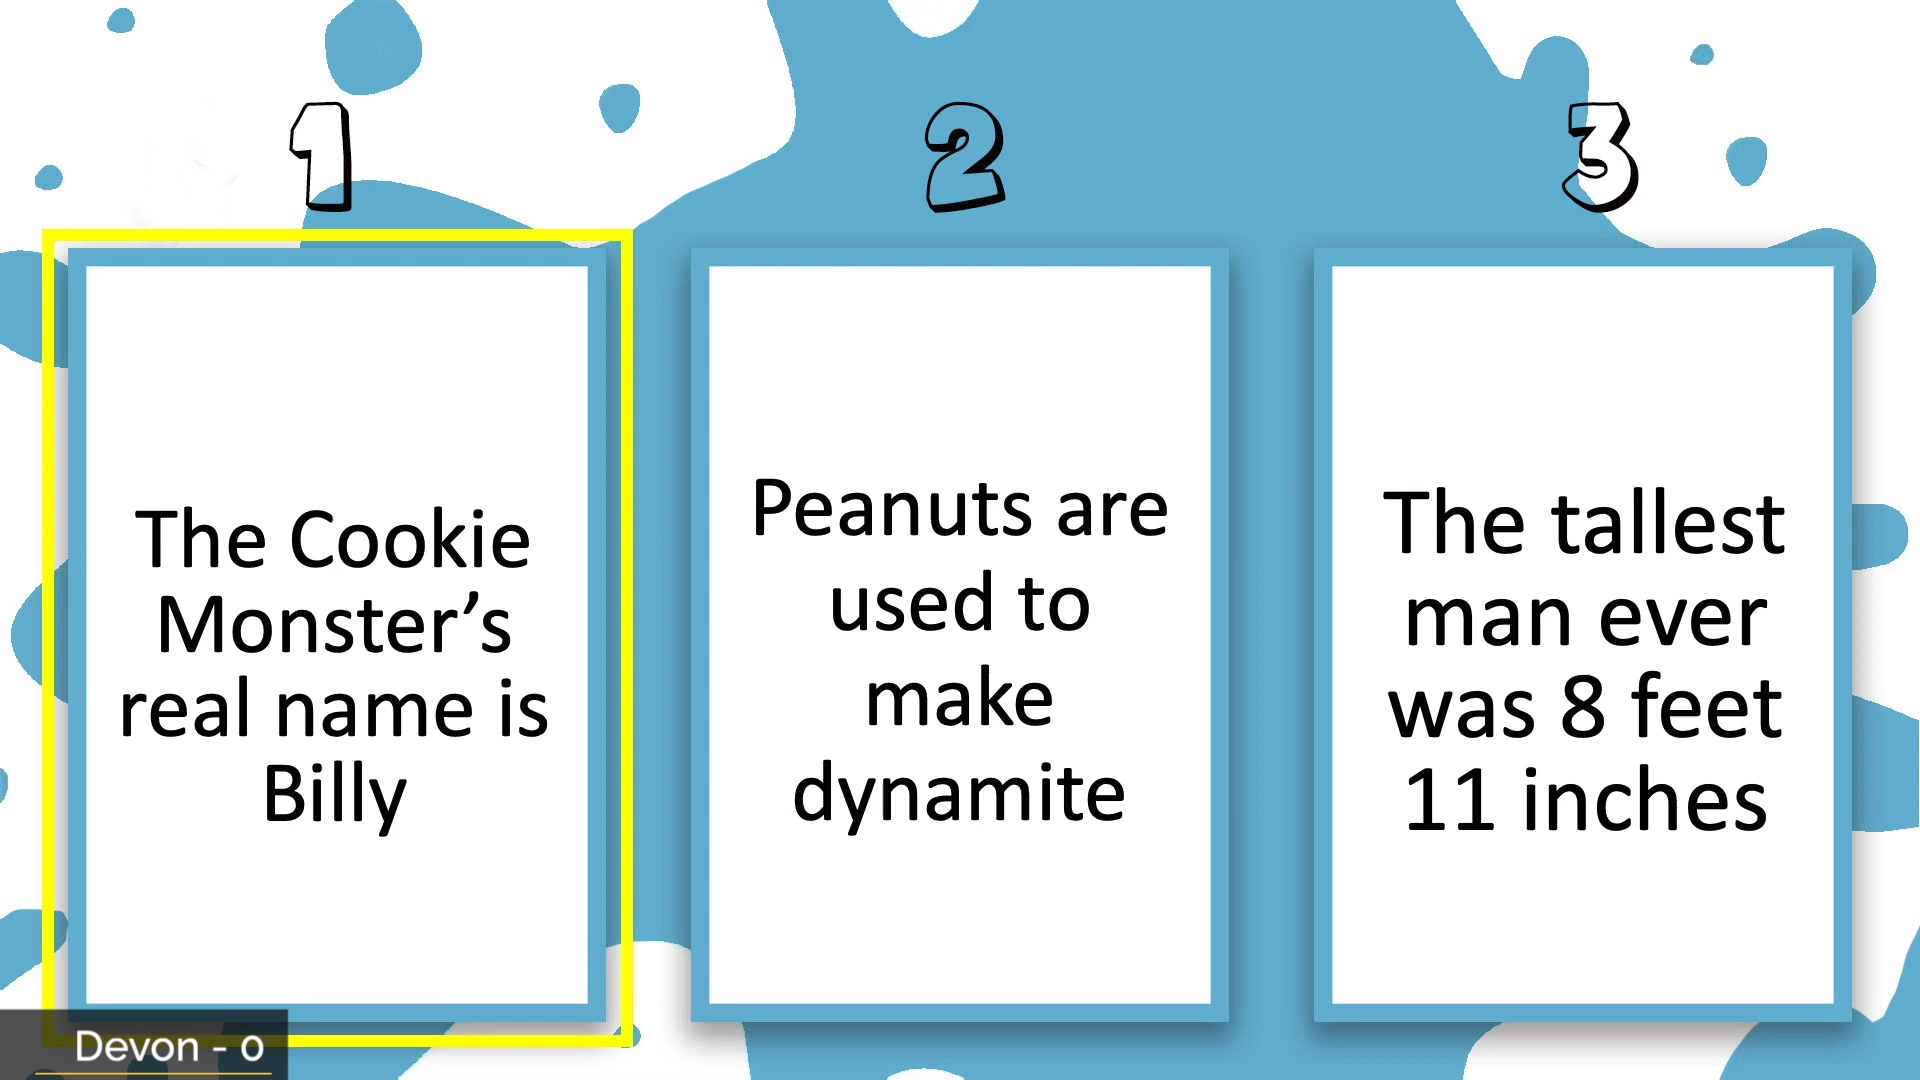 1
2
3
The Cookie
Monster’s
real name is
Billy
Peanuts are
used to
make
dynamite
The tallest
man ever
was 8 feet
11 inches
Devon - 0